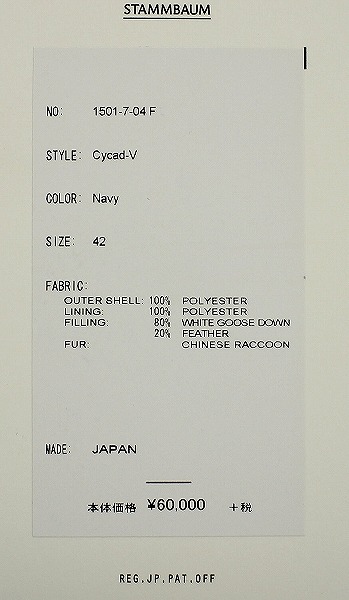 STAMMBAUM
NO: 1501-7-04 F
STYLE: Cycad-V
COLOR: Navy
SIZE: 42
FABRIC:
OUTER SHELL: 100% POLYESTER
LINING: 100% POLYESTER
FILLING: 80% WHITE GOOSE DOWN
20% FEATHER
FUR: CHINESE RACCOON
MADE: JAPAN
本体価格 ¥60,000 +税
REG.JP.PAT.OFF